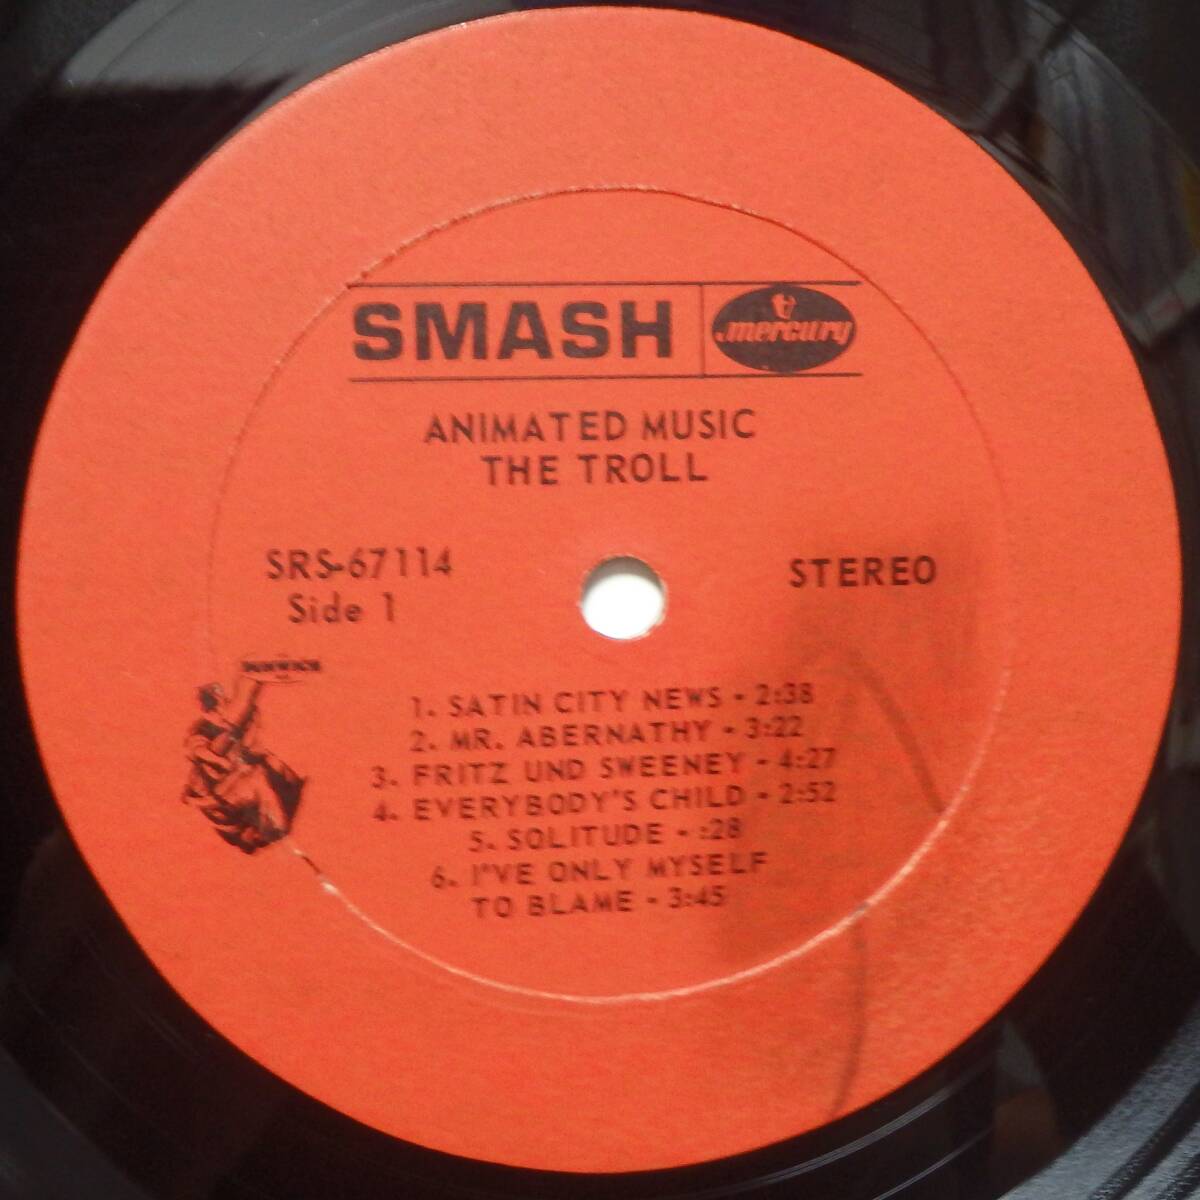 SMASH
mercury
ANIMATED MUSIC
THE TROLL
SRS-67114
STEREO
Side 1
DUNWICH
1. SATIN CITY NEWS - 2:38
2. MR. ABERNATHY - 3:22
3. FRITZ UND SWEENEY - 4:27
4. EVERYBODY'S CHILD - 2:52
5. SOLITUDE - :28
6. I'VE ONLY MYSELF
TO BLAME - 3:45